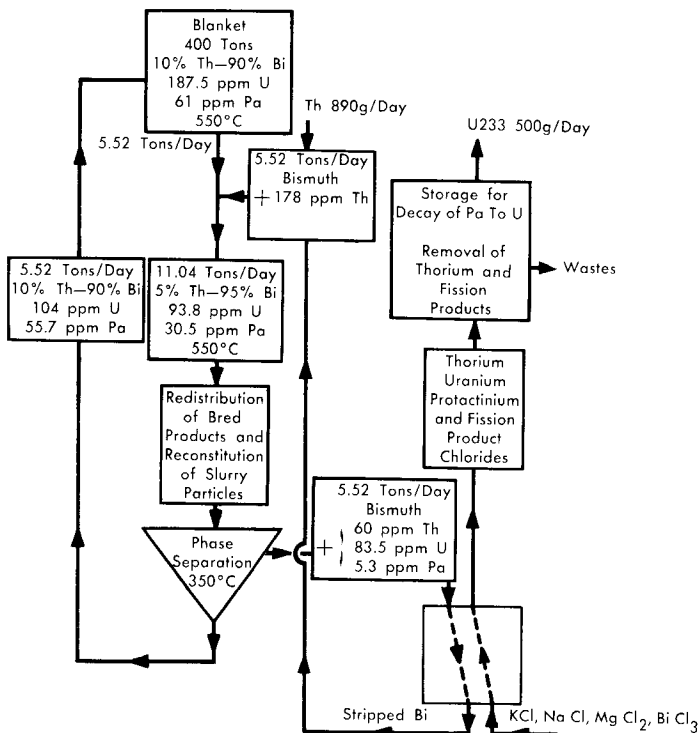 Blanket
400 Tons
10% Th—90% Bi
187.5 ppm U
61 ppm Pa
550°C
5.52 Tons/Day
Th 890g/Day
5.52 Tons/Day
Bismuth
+ 178 ppm Th
U233 500g/Day
Storage for
Decay of Pa To U
Removal of
Thorium and
Fission
Products
Wastes
5.52 Tons/Day
10% Th—90% Bi
104 ppm U
55.7 ppm Pa
11.04 Tons/Day
5% Th—95% Bi
93.8 ppm U
30.5 ppm Pa
550°C
Thorium
Uranium
Protactinium
and Fission
Product
Chlorides
Redistribution
of Bred
Products and
Reconstitution
of Slurry
Particles
5.52 Tons/Day
Bismuth
60 ppm Th
+ } 83.5 ppm U
5.3 ppm Pa
Phase
Separation
350°C
Stripped Bi
KCl, Na Cl, Mg Cl2, Bi Cl3